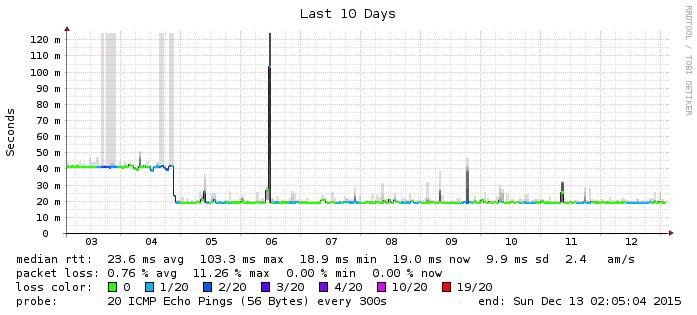 Last 10 Days
RRDTOOL / TOBI OETIKER
Seconds
120 m
110 m
100 m
90 m
80 m
70 m
60 m
50 m
40 m
30 m
20 m
10 m
0
03 04 05 06 07 08 09 10 11 12
median rtt: 23.6 ms avg 103.3 ms max 18.9 ms min 19.0 ms now 9.9 ms sd 2.4 am/s
packet loss: 0.76 % avg 11.26 % max 0.00 % min 0.00 % now
loss color: 0 1/20 2/20 3/20 4/20 10/20 19/20
probe: 20 ICMP Echo Pings (56 Bytes) every 300s end: Sun Dec 13 02:05:04 2015